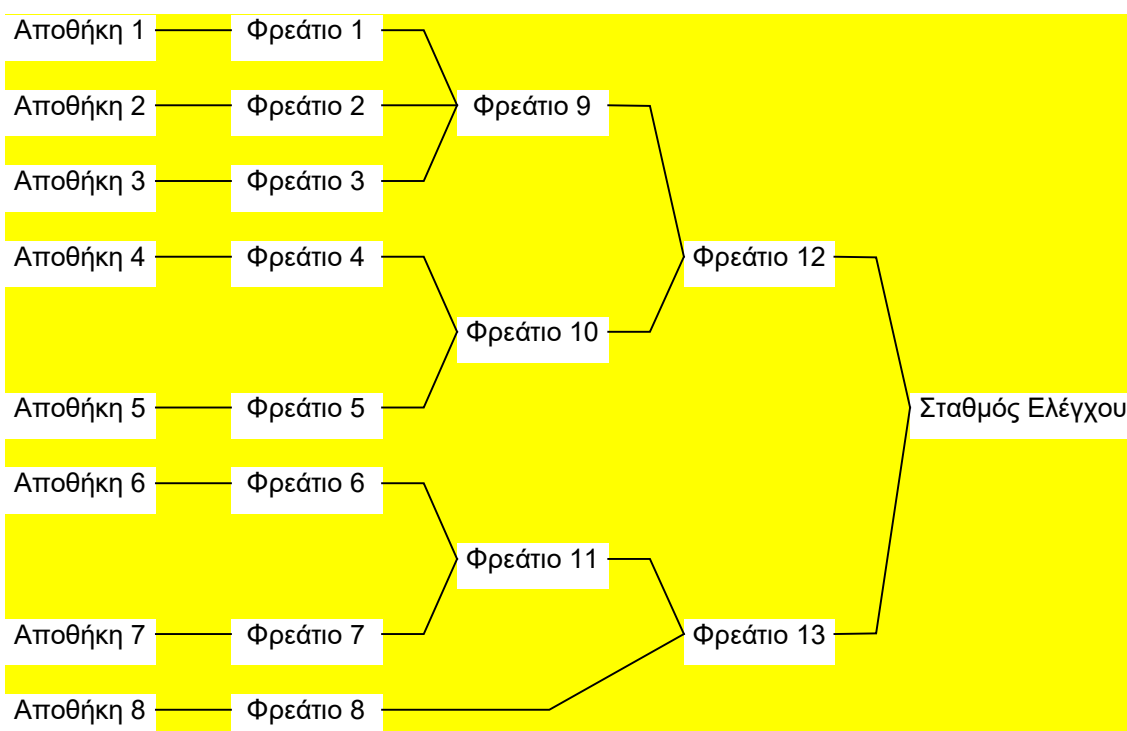 Αποθήκη 1 Φρεάτιο 1
Αποθήκη 2 Φρεάτιο 2 Φρεάτιο 9
Αποθήκη 3 Φρεάτιο 3
Αποθήκη 4 Φρεάτιο 4 Φρεάτιο 12
Φρεάτιο 10
Αποθήκη 5 Φρεάτιο 5 Σταθμός Ελέγχου
Αποθήκη 6 Φρεάτιο 6
Φρεάτιο 11
Αποθήκη 7 Φρεάτιο 7 Φρεάτιο 13
Αποθήκη 8 Φρεάτιο 8